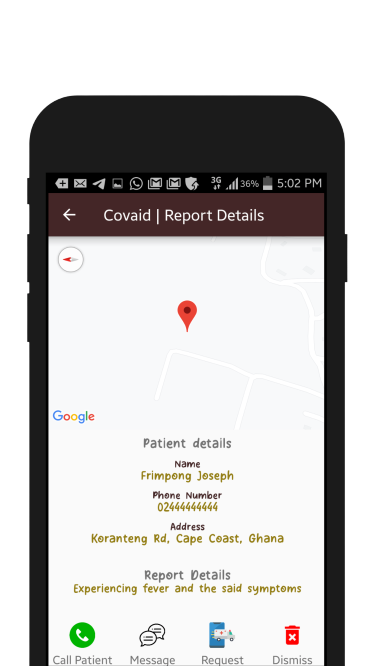 3G 36% 5:02 PM
Covaid | Report Details
Google
Patient details
Name
Frimpong Joseph
Phone Number
02444444444
Address
Koranteng Rd, Cape Coast, Ghana
Report Details
Experiencing fever and the said symptoms
Call Patient Message Request Dismiss